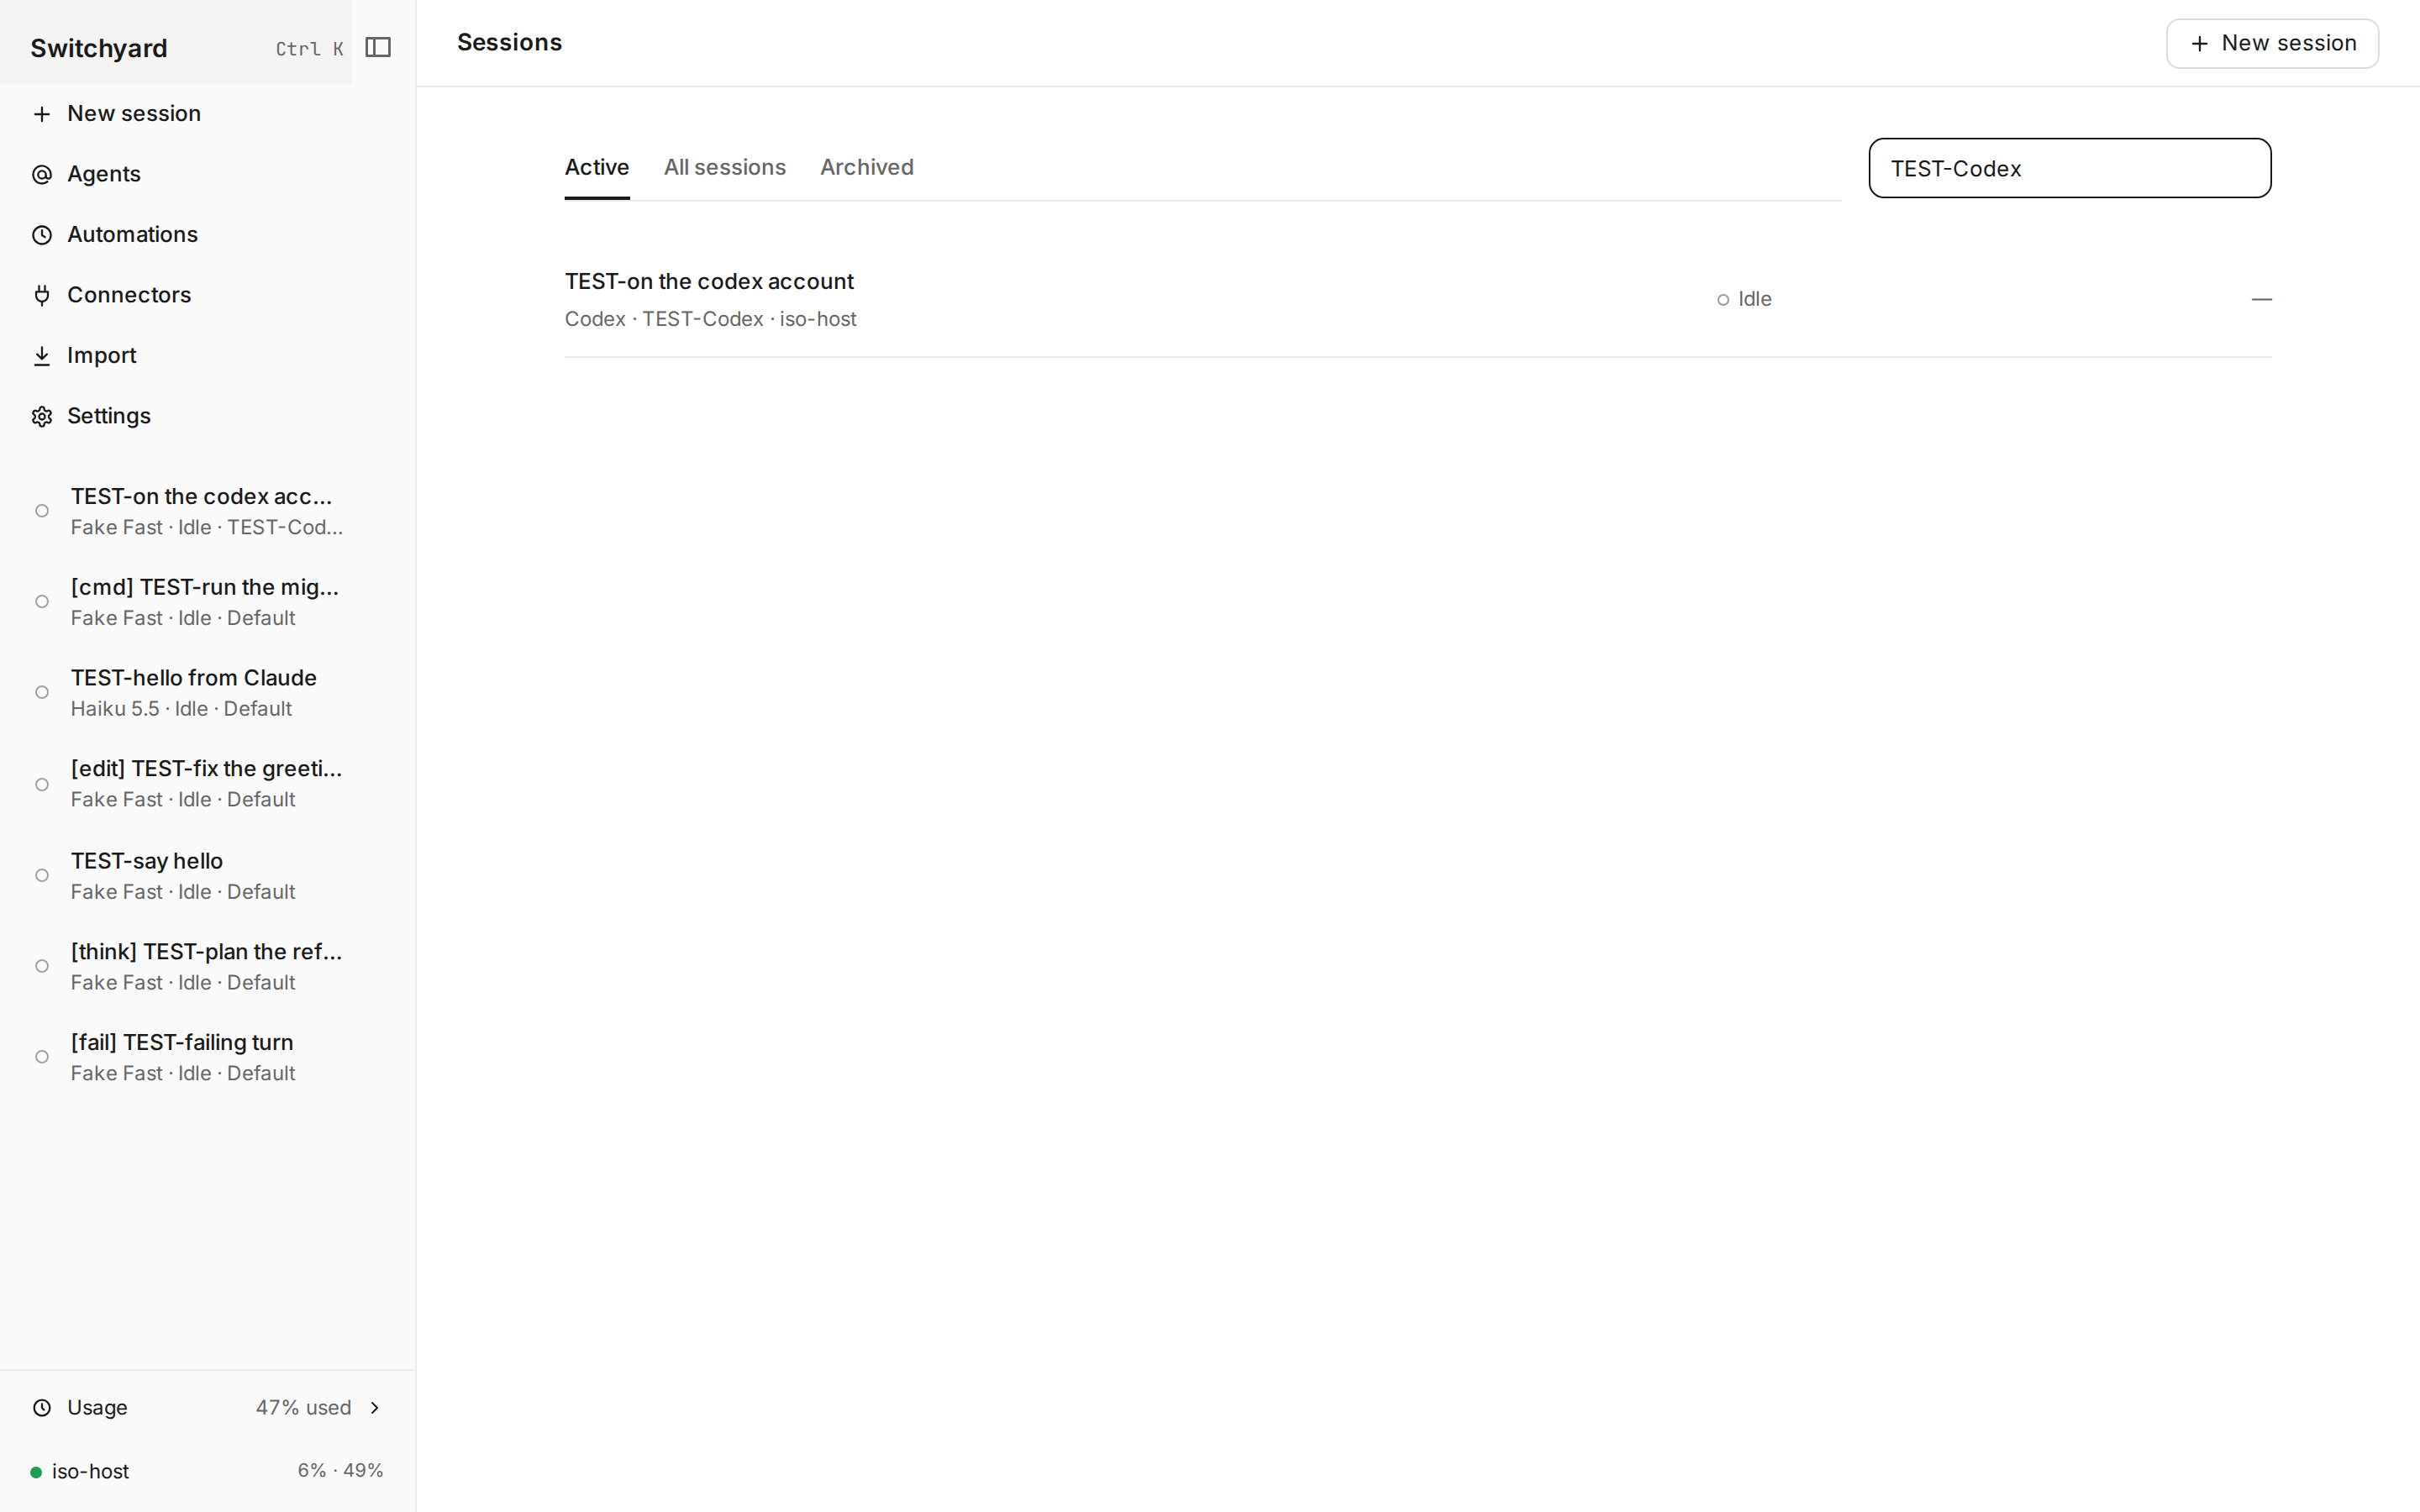 Switchyard
Ctrl K
New session
Agents
Automations
Connectors
Import
Settings
TEST-on the codex acc...
Fake Fast · Idle · TEST-Cod...
[cmd] TEST-run the mig...
Fake Fast · Idle · Default
TEST-hello from Claude
Haiku 5.5 · Idle · Default
[edit] TEST-fix the greeti...
Fake Fast · Idle · Default
TEST-say hello
Fake Fast · Idle · Default
[think] TEST-plan the ref...
Fake Fast · Idle · Default
[fail] TEST-failing turn
Fake Fast · Idle · Default
Usage
47% used
iso-host
6% · 49%
Sessions
New session
Active
All sessions
Archived
TEST-Codex
TEST-on the codex account
Codex · TEST-Codex · iso-host
Idle
—